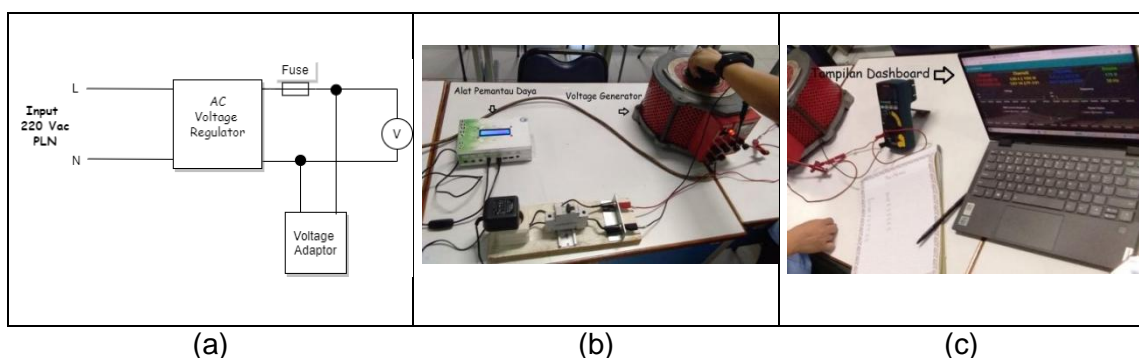 Input
220 Vac
PLN
L
N
AC
Voltage
Regulator
Fuse
V
Voltage
Adaptor
Alat Pemantau Daya
Voltage Generator
Tampilan Dashboard
(a)
(b)
(c)